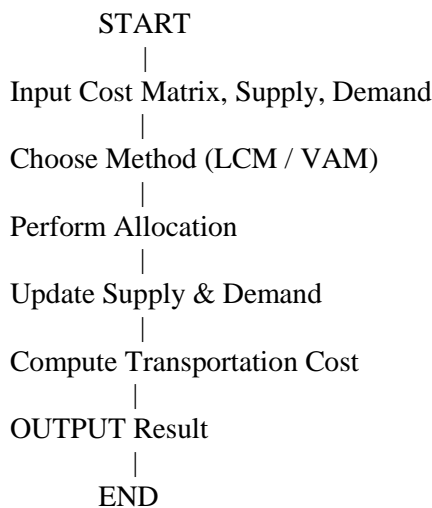 START
|
Input Cost Matrix, Supply, Demand
|
Choose Method (LCM / VAM)
|
Perform Allocation
|
Update Supply & Demand
|
Compute Transportation Cost
|
OUTPUT Result
|
END